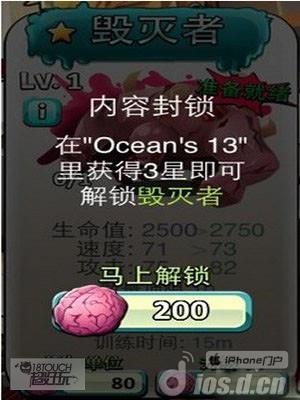 毁灭者
LV. 1
准备就绪
内容封锁
在"Ocean's 13"
里获得3星即可
解锁毁灭者
生命值: 2500>2750
速度: 71 >73
马上解锁
200
训练时间: 15m
80
18TOUCH
iPhone门户
ios.d.cn